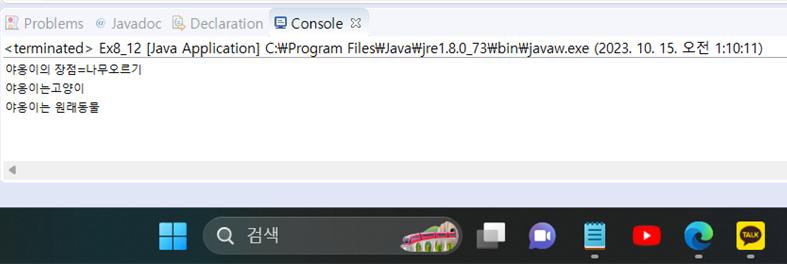 Problems @ Javadoc Declaration Console
<terminated> Ex8_12 [Java Application] C:₩Program Files₩Java₩jre1.8.0_73₩bin₩javaw.exe (2023. 10. 15. 오전 1:10:11)
야옹이의 장점=나무오르기
야옹이는고양이
야옹이는 원래동물
검색
TALK